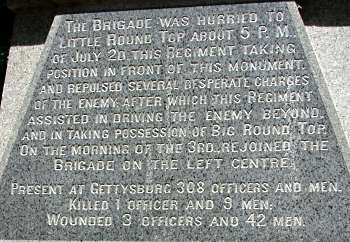 The Brigade was hurried to
Little Round Top about 5 P.M.
of July 2D this Regiment taking
position in front of this monument,
and repulsed several desperate charges
of the enemy, after which this Regiment
assisted in driving the enemy beyond,
and in taking possession of Big Round Top.
On the morning of the 3rd, rejoined the
Brigade on the left centre.
Present at Gettysburg 308 officers and men.
Killed 1 officer and 9 men;
Wounded 3 officers and 42 men.